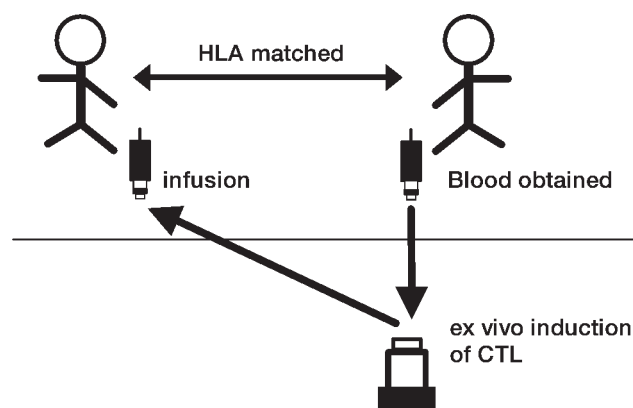 HLA matched
infusion
Blood obtained
ex vivo induction
of CTL